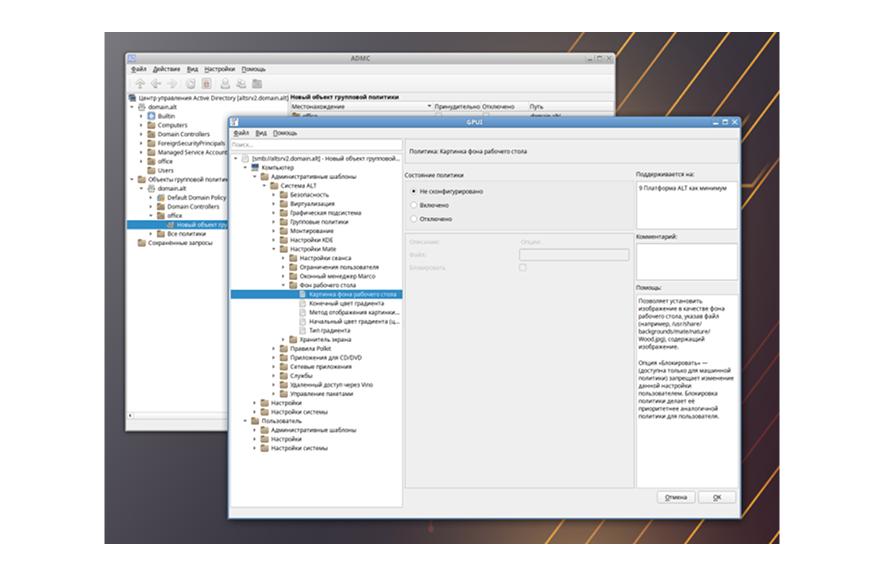 ADMC
Файл Действие Вид Настройки Помощь
Центр управления Active Directory [altsrv2.domain.alt]
domain.alt
Builtin
Computers
Domain Controllers
ForeignSecurityPrincipals
Managed Service Account
office
Users
Объекты групповой политики
domain.alt
Default Domain Policy
Domain Controllers
office
Новый объект гру
Все политики
Сохранённые запросы
Новый объект групповой политики
Местонахождение Принудительно Отключено Путь
office
GPUI
Файл Вид Помощь
Поиск...
[smb://altsrv2.domain.alt] - Новый объект групповой...
Компьютер
Административные шаблоны
Система ALT
Безопасность
Виртуализация
Графическая подсистема
Групповые политики
Монтирование
Настройки KDE
Настройки Mate
Настройки сеанса
Ограничения пользователя
Оконный менеджер Marco
Фон рабочего стола
Картинка фона рабочего стола
Конечный цвет градиента
Метод отображения картинки...
Начальный цвет градиента (ц...
Тип градиента
Хранитель экрана
Правила Polkit
Приложения для CD/DVD
Сетевые приложения
Службы
Удаленный доступ через Vino
Управление пакетами
Настройки
Настройки системы
Пользователь
Административные шаблоны
Настройки
Настройки системы
Политика: Картинка фона рабочего стола
Состояние политики
Не сконфигурировано
Включено
Отключено
Описание: Опции:
Файл:
Блокировать
Поддерживается на:
9 Платформа ALT как минимум
Комментарий:
Помощь:
Позволяет установить
изображение в качестве фона
рабочего стола, указав файл
(например, /usr/share/
backgrounds/mate/nature/
Wood.jpg), содержащий
изображение.
Опция «Блокировать» —
(доступна только для машинной
политики) запрещает изменение
данной настройки
пользователем. Блокировка
политики делает её
приоритетнее аналогичной
политики для пользователя.
Отмена OK